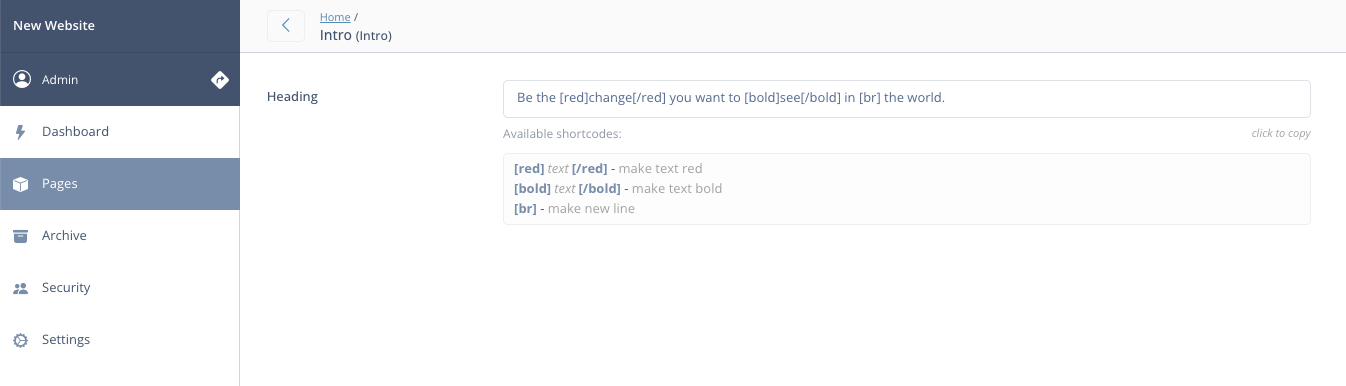 New Website
Admin
Dashboard
Pages
Archive
Security
Settings
Home /
Intro (Intro)
Heading
Be the [red]change[/red] you want to [bold]see[/bold] in [br] the world.
Available shortcodes:
click to copy
[red] text [/red] - make text red
[bold] text [/bold] - make text bold
[br] - make new line